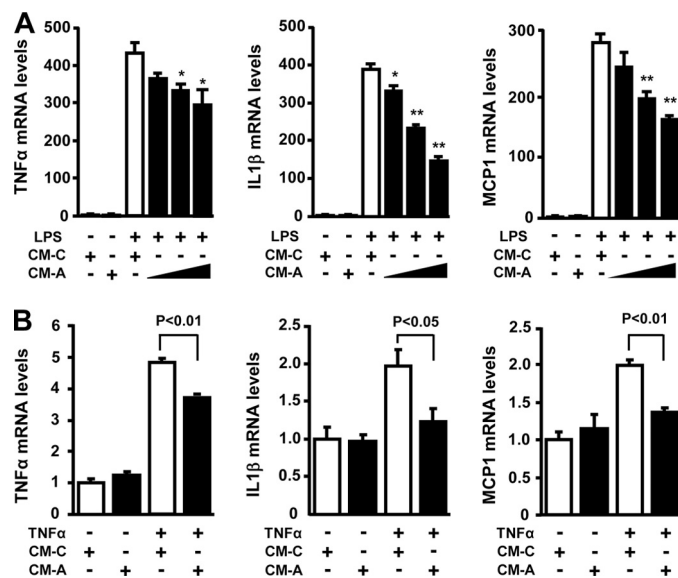 A
TNFα mRNA levels
500
400
300
200
100
0
* *
LPS - - + + + +
CM-C + - +
CM-A - + -
IL1β mRNA levels
500
400
300
200
100
0
* ** **
LPS - - + + + +
CM-C + - +
CM-A - + -
MCP1 mRNA levels
300
200
100
0
** **
LPS - - + + + +
CM-C + - +
CM-A - + -
B
TNFα mRNA levels
6
5
4
3
2
1
0
P<0.01
TNFα - - + +
CM-C + - + -
CM-A - + - +
IL1β mRNA levels
2.5
2.0
1.5
1.0
0.5
0.0
P<0.05
TNFα - - + +
CM-C + - + -
CM-A - + - +
MCP1 mRNA levels
2.5
2.0
1.5
1.0
0.5
0.0
P<0.01
TNFα - - + +
CM-C + - + -
CM-A - + - +